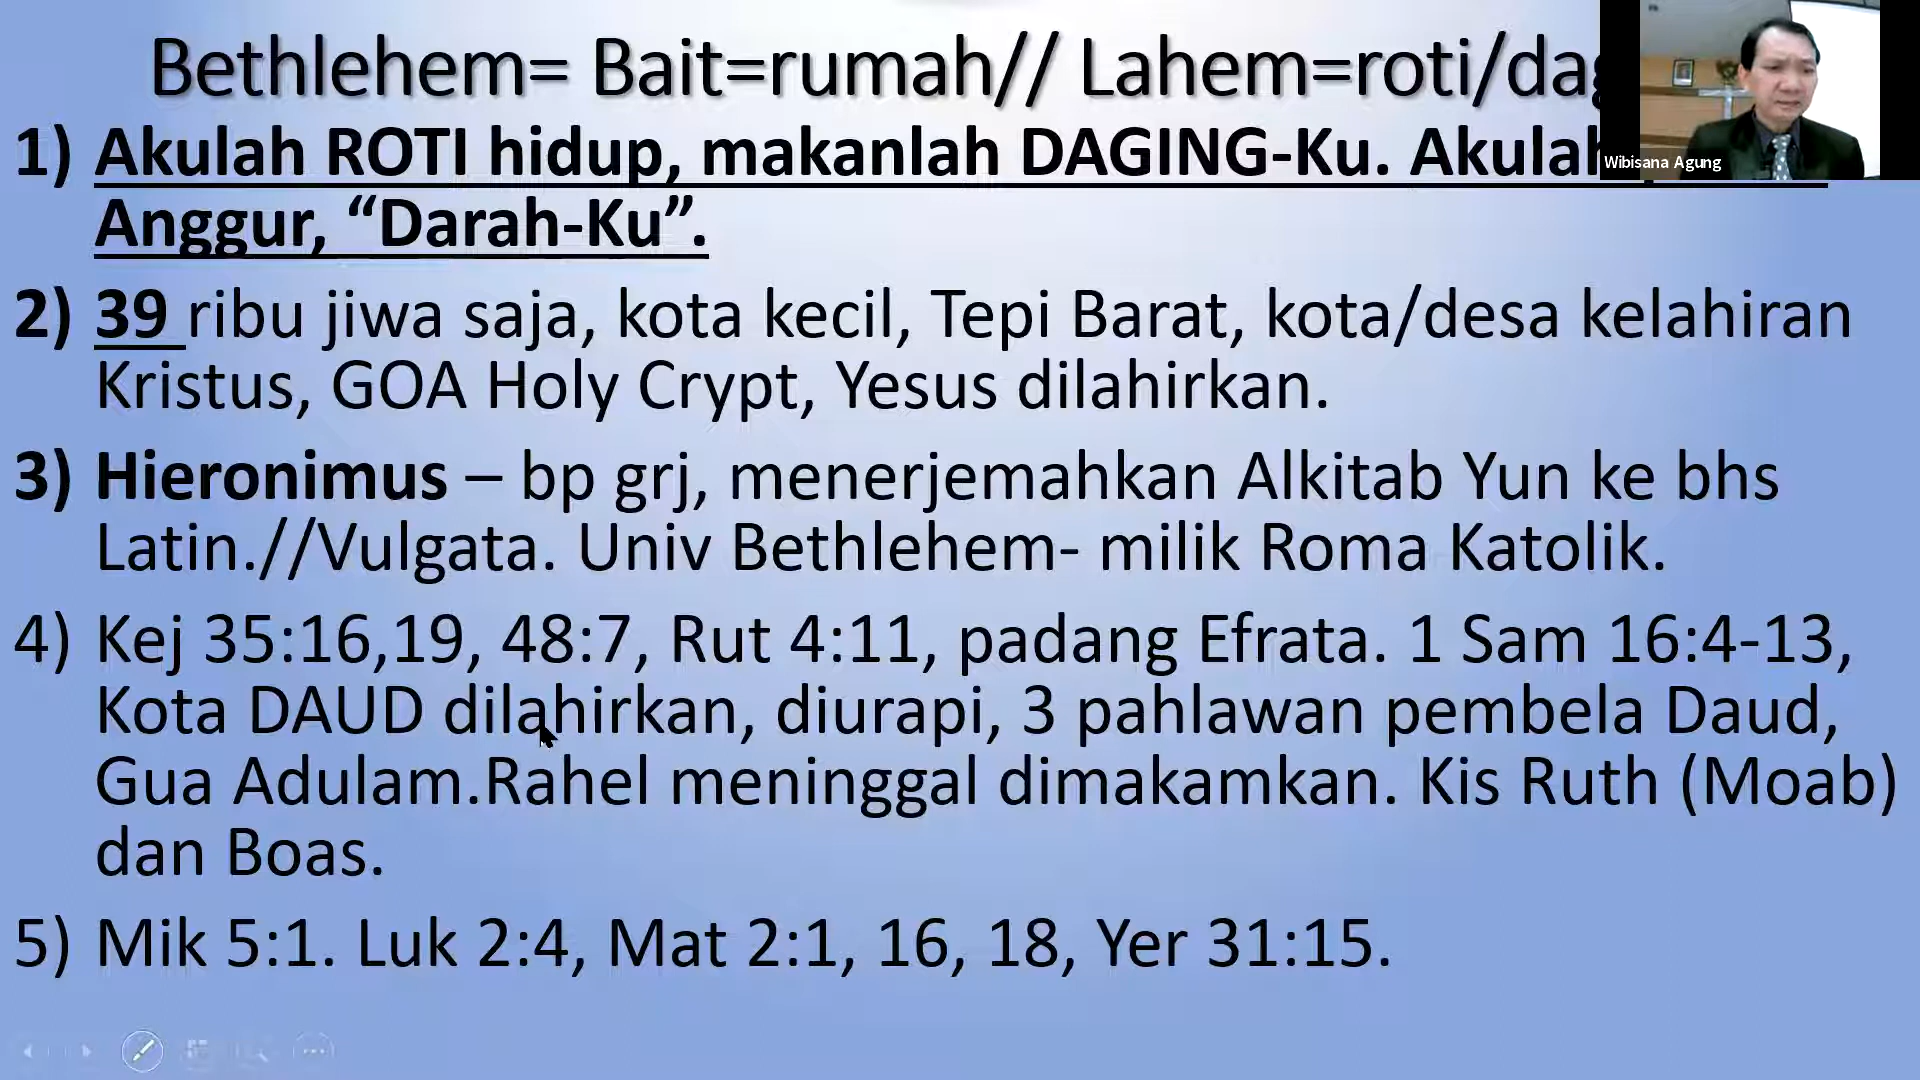 Bethlehem= Bait=rumah// Lahem=roti/dag
1) Akulah ROTI hidup, makanlah DAGING-Ku. Akulah
Anggur, “Darah-Ku”.
2) 39 ribu jiwa saja, kota kecil, Tepi Barat, kota/desa kelahiran
Kristus, GOA Holy Crypt, Yesus dilahirkan.
3) Hieronimus – bp grj, menerjemahkan Alkitab Yun ke bhs
Latin.//Vulgata. Univ Bethlehem- milik Roma Katolik.
4) Kej 35:16,19, 48:7, Rut 4:11, padang Efrata. 1 Sam 16:4-13,
Kota DAUD dilahirkan, diurapi, 3 pahlawan pembela Daud,
Gua Adulam.Rahel meninggal dimakamkan. Kis Ruth (Moab)
dan Boas.
5) Mik 5:1. Luk 2:4, Mat 2:1, 16, 18, Yer 31:15.
Wibisana Agung